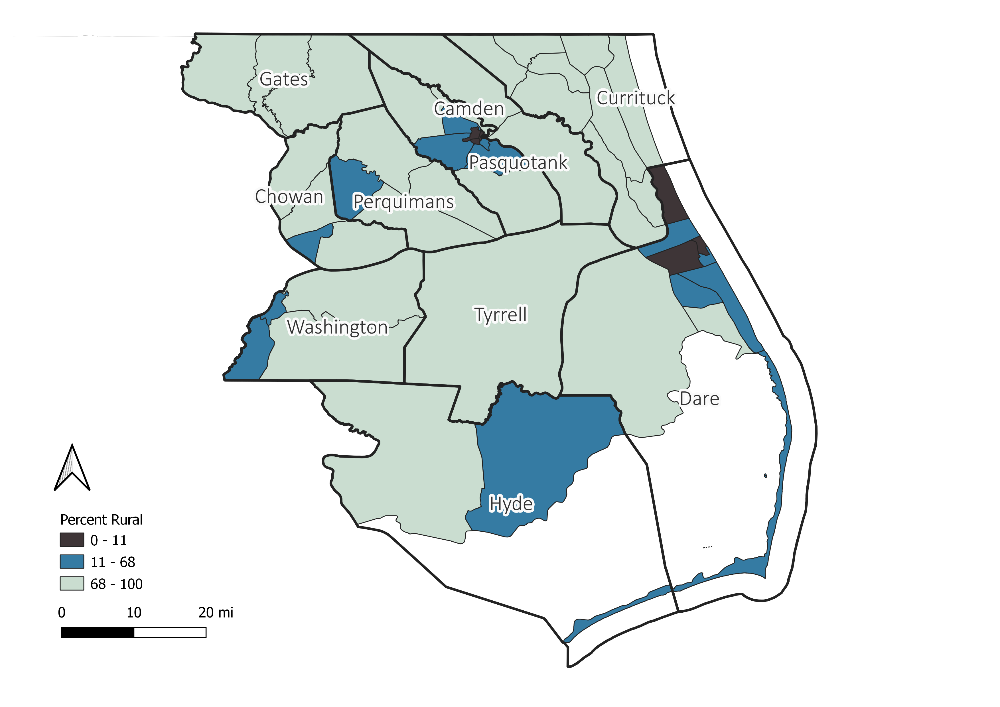 Gates
Currituck
Camden
Pasquotank
Chowan
Perquimans
Tyrrell
Washington
Dare
Hyde
Percent Rural
0 - 11
11 - 68
68 - 100
0 10 20 mi